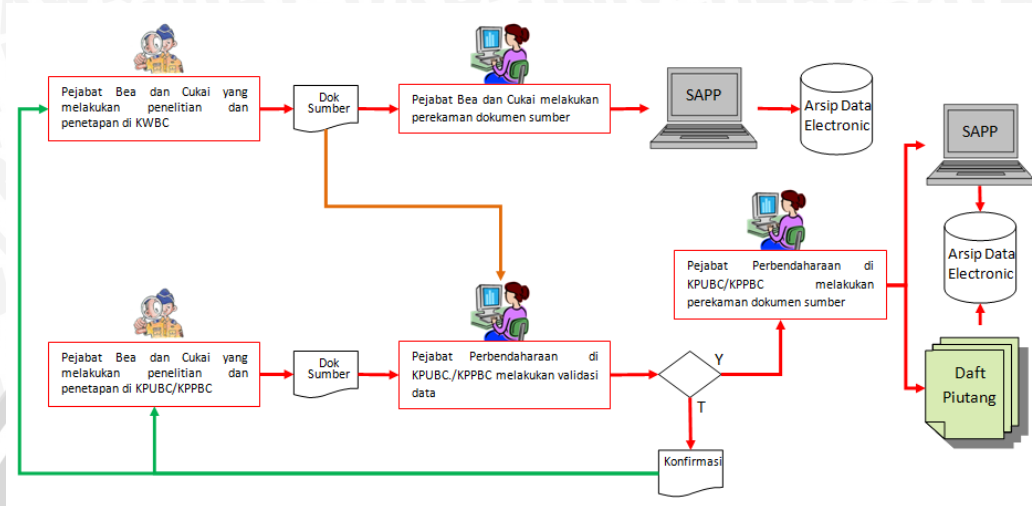 Pejabat Bea dan Cukai yang
melakukan penelitian dan
penetapan di KWBC
Dok
Sumber
Pejabat Bea dan Cukai melakukan
perekaman dokumen sumber
SAPP
Arsip Data
Electronic
SAPP
Arsip Data
Electronic
Pejabat Perbendaharaan di
KPUBC/KPPBC melakukan
perekaman dokumen sumber
Pejabat Bea dan Cukai yang
melakukan penelitian dan
penetapan di KPUBC/KPPBC
Dok
Sumber
Pejabat Perbendaharaan di
KPUBC./KPPBC melakukan validasi
data
Y
T
Konfirmasi
Daft
Piutang